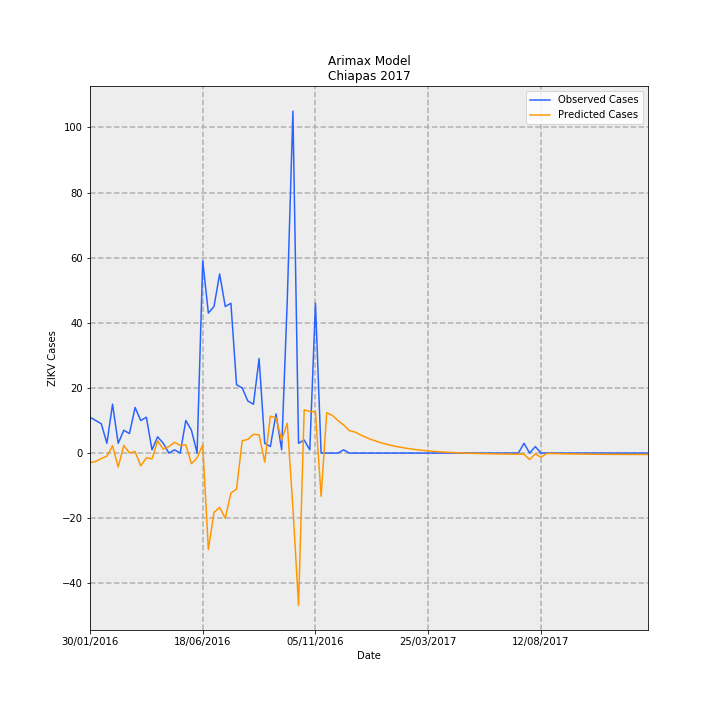 Arimax Model
Chiapas 2017
Observed Cases
Predicted Cases
ZIKV Cases
100
80
60
40
20
0
−20
−40
30/01/2016
18/06/2016
05/11/2016
25/03/2017
12/08/2017
Date